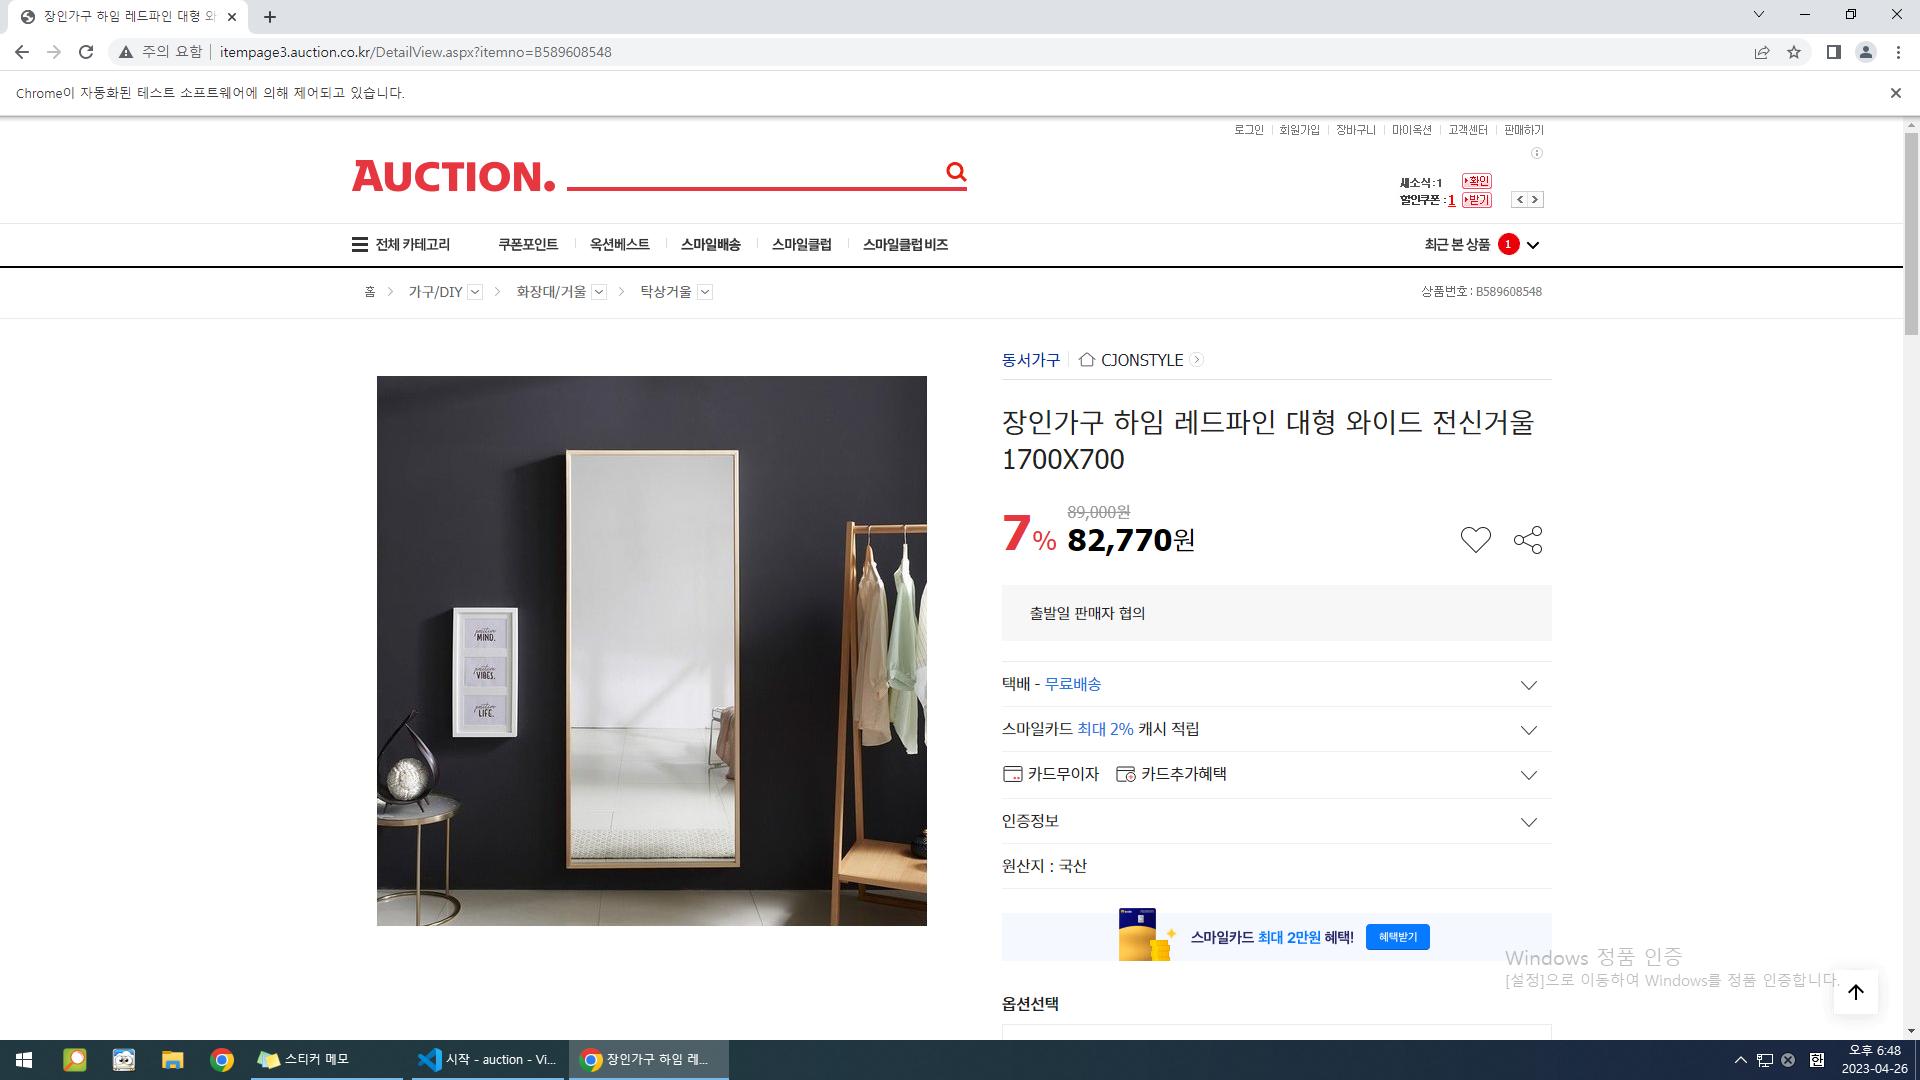 장인가구 하임 레드파인 대형 와
주의 요함 | itempage3.auction.co.kr/DetailView.aspx?itemno=B589608548
Chrome이 자동화된 테스트 소프트웨어에 의해 제어되고 있습니다.
로그인 회원가입 장바구니 마이옥션 고객센터 판매하기
AUCTION.
새소식 : 1 확인
할인쿠폰 : 1 받기
전체 카테고리 쿠폰포인트 옥션베스트 스마일배송 스마일클럽 스마일클럽 비즈 최근 본 상품 1
홈 > 가구/DIY > 화장대/거울 > 탁상거울 상품번호 : B589608548
동서가구 CJONSTYLE
장인가구 하임 레드파인 대형 와이드 전신거울
1700X700
89,000원
7% 82,770원
출발일 판매자 협의
택배 - 무료배송
스마일카드 최대 2% 캐시 적립
카드무이자 카드추가혜택
인증정보
원산지 : 국산
스마일카드 최대 2만원 혜택! 혜택받기
옵션선택
positive
MIND.
positive
VIBES.
positive
LIFE.
Windows 정품 인증
[설정]으로 이동하여 Windows를 정품 인증합니다.
스티커 메모
시작 - auction - Vi...
장인가구 하임 레...
한
오후 6:48
2023-04-26